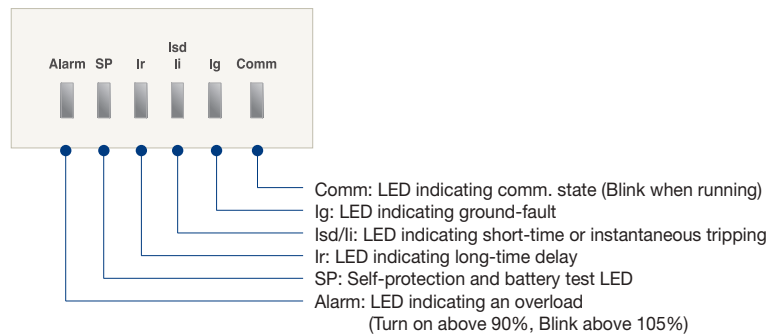 Isd
Alarm SP Ir Ii Ig Comm
Comm: LED indicating comm. state (Blink when running)
Ig: LED indicating ground-fault
Isd/Ii: LED indicating short-time or instantaneous tripping
Ir: LED indicating long-time delay
SP: Self-protection and battery test LED
Alarm: LED indicating an overload
(Turn on above 90%, Blink above 105%)